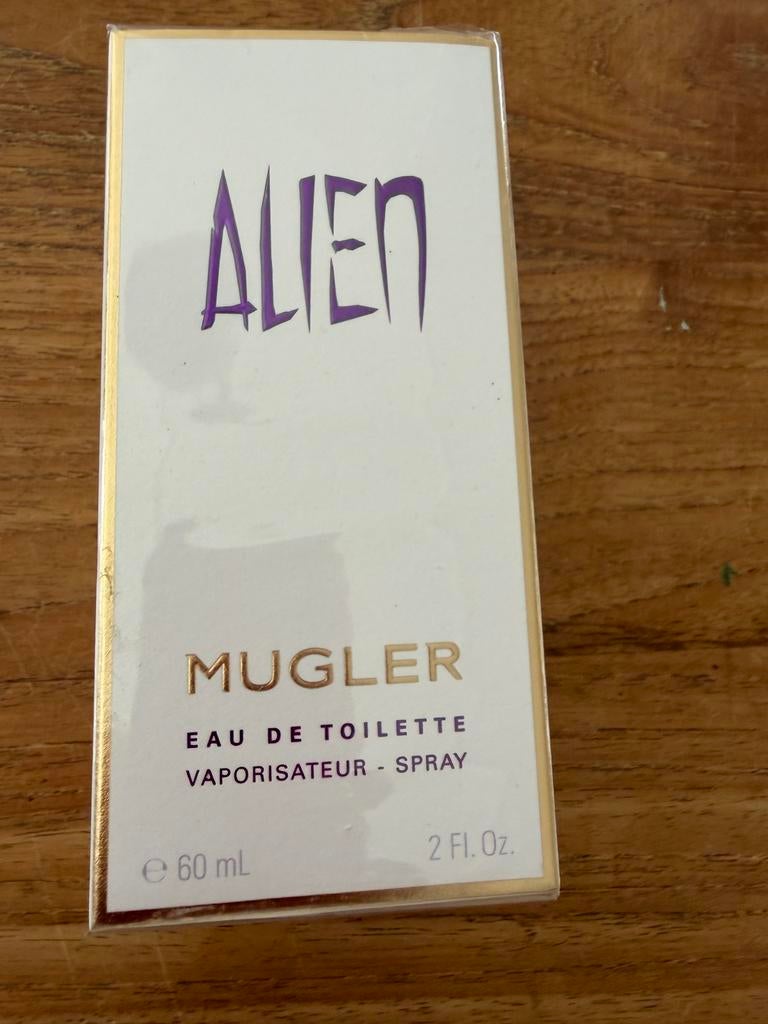 ALIEN
MUGLER
EAU DE TOILETTE
VAPORISATEUR - SPRAY
℮ 60 mL
2 Fl. Oz.